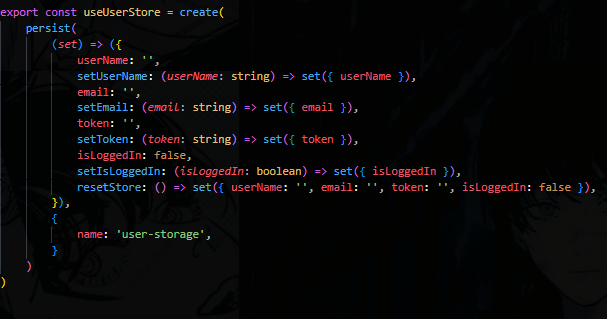 export const useUserStore = create(
    persist(
        (set) => ({
            userName: '',
            setUserName: (userName: string) => set({ userName }),
            email: '',
            setEmail: (email: string) => set({ email }),
            token: '',
            setToken: (token: string) => set({ token }),
            isLoggedIn: false,
            setIsLoggedIn: (isLoggedIn: boolean) => set({ isLoggedIn }),
            resetStore: () => set({ userName: '', email: '', token: '', isLoggedIn: false }),
        }),
        {
            name: 'user-storage',
        }
    )
)